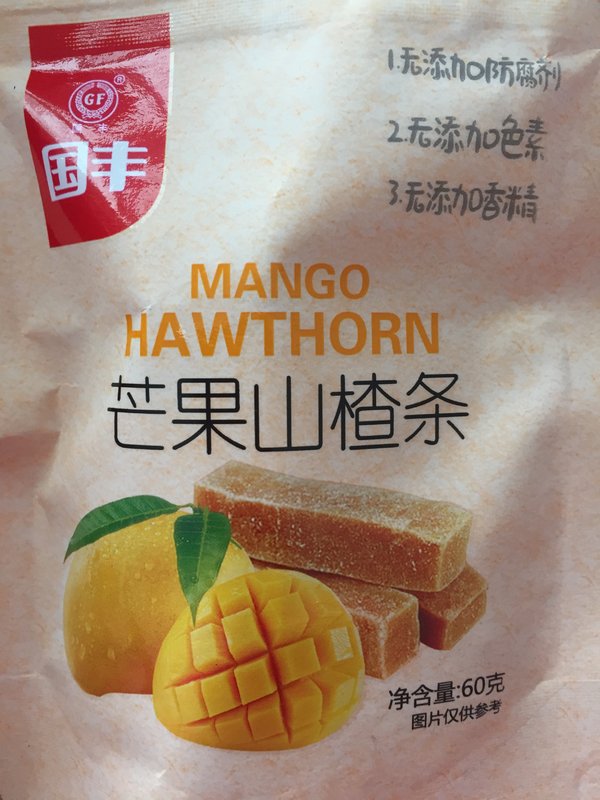 GF
®
国丰
国丰
1.无添加防腐剂
2.无添加色素
3.无添加香精
MANGO
HAWTHORN
芒果山楂条
净含量:60克
图片仅供参考